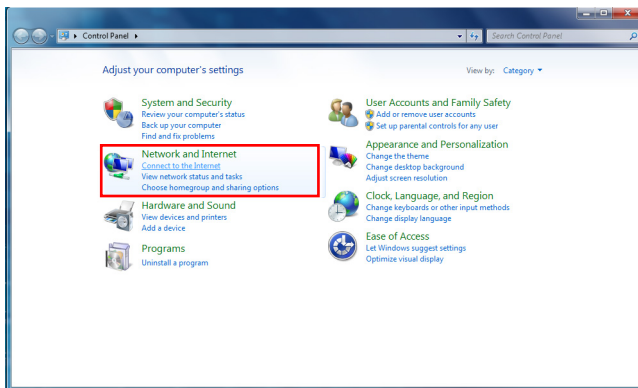 Control Panel
Search Control Panel
Adjust your computer's settings
View by: Category
System and Security
Review your computer's status
Back up your computer
Find and fix problems
Network and Internet
Connect to the Internet
View network status and tasks
Choose homegroup and sharing options
Hardware and Sound
View devices and printers
Add a device
Programs
Uninstall a program
User Accounts and Family Safety
Add or remove user accounts
Set up parental controls for any user
Appearance and Personalization
Change the theme
Change desktop background
Adjust screen resolution
Clock, Language, and Region
Change keyboards or other input methods
Change display language
Ease of Access
Let Windows suggest settings
Optimize visual display